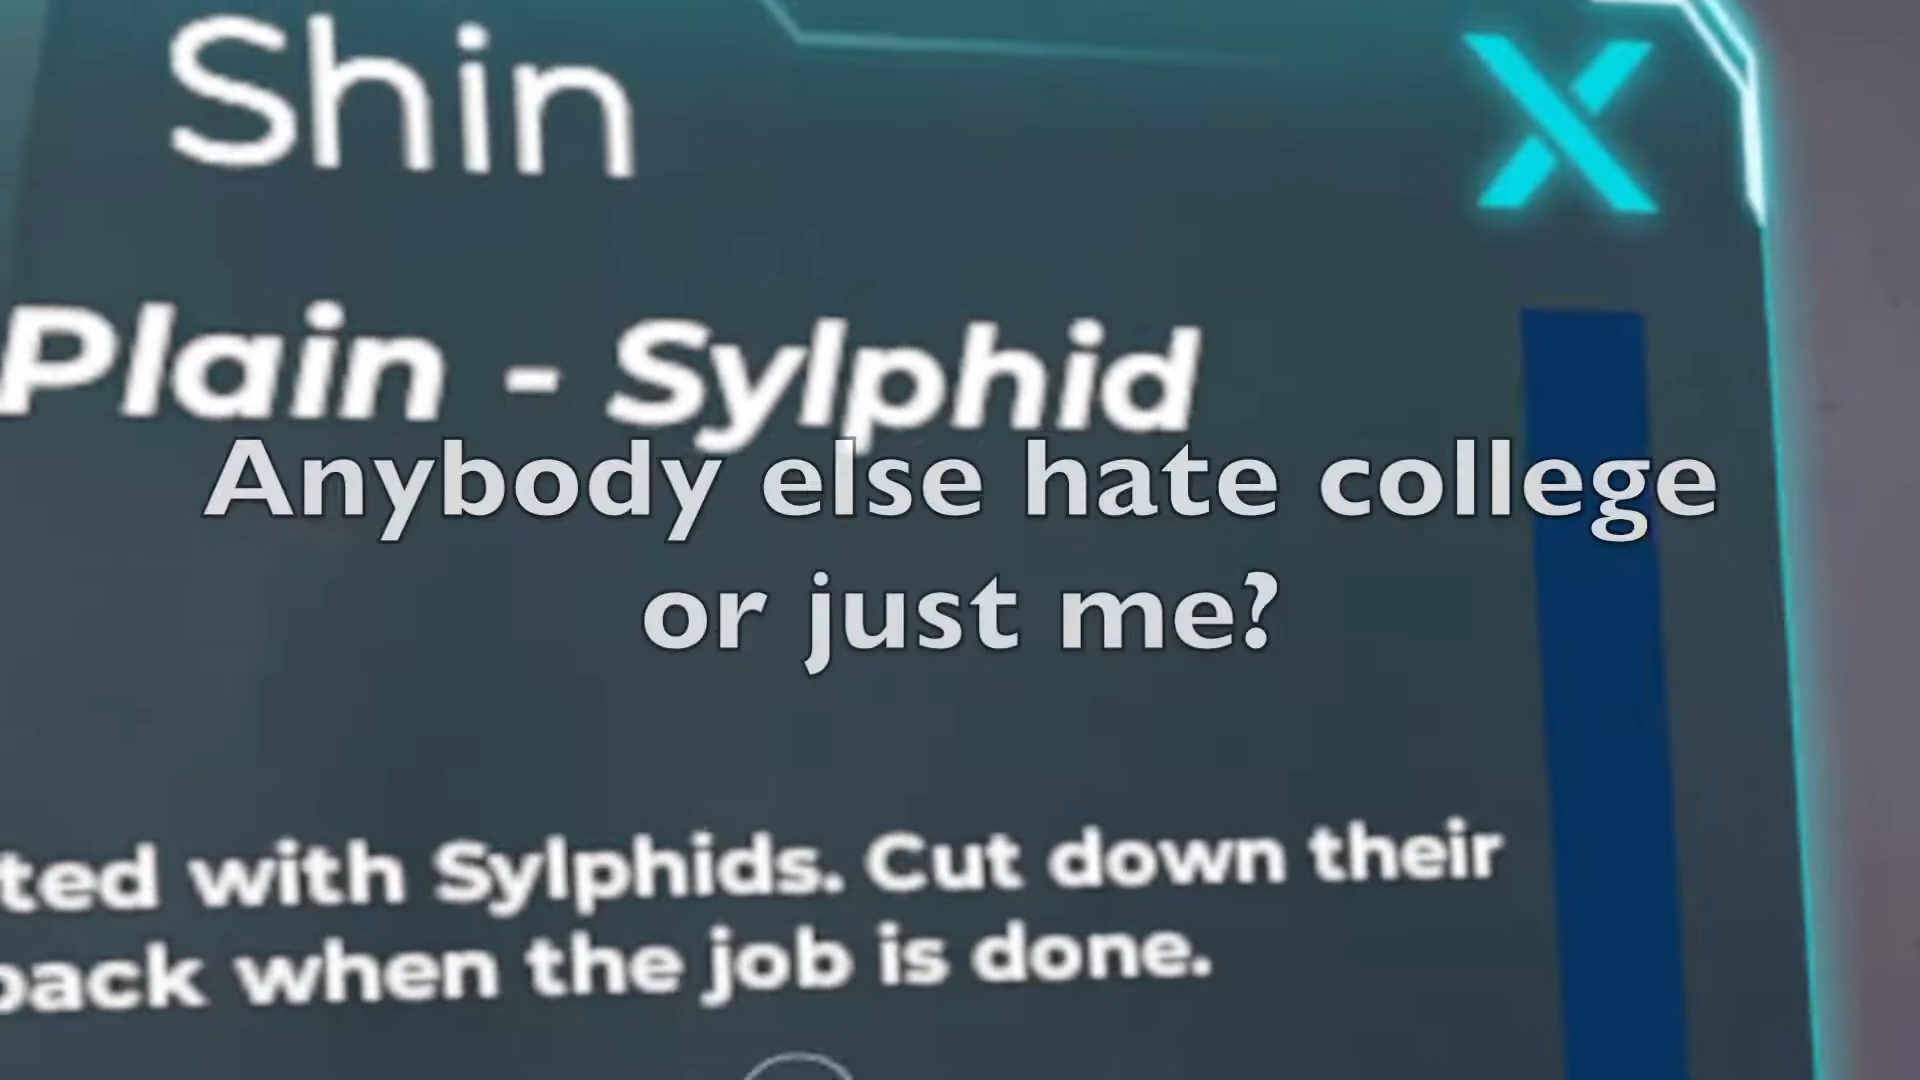 Shin
Plain - Sylphid
Anybody else hate college
or just me?
with Sylphids. Cut down their
back when the job is done.